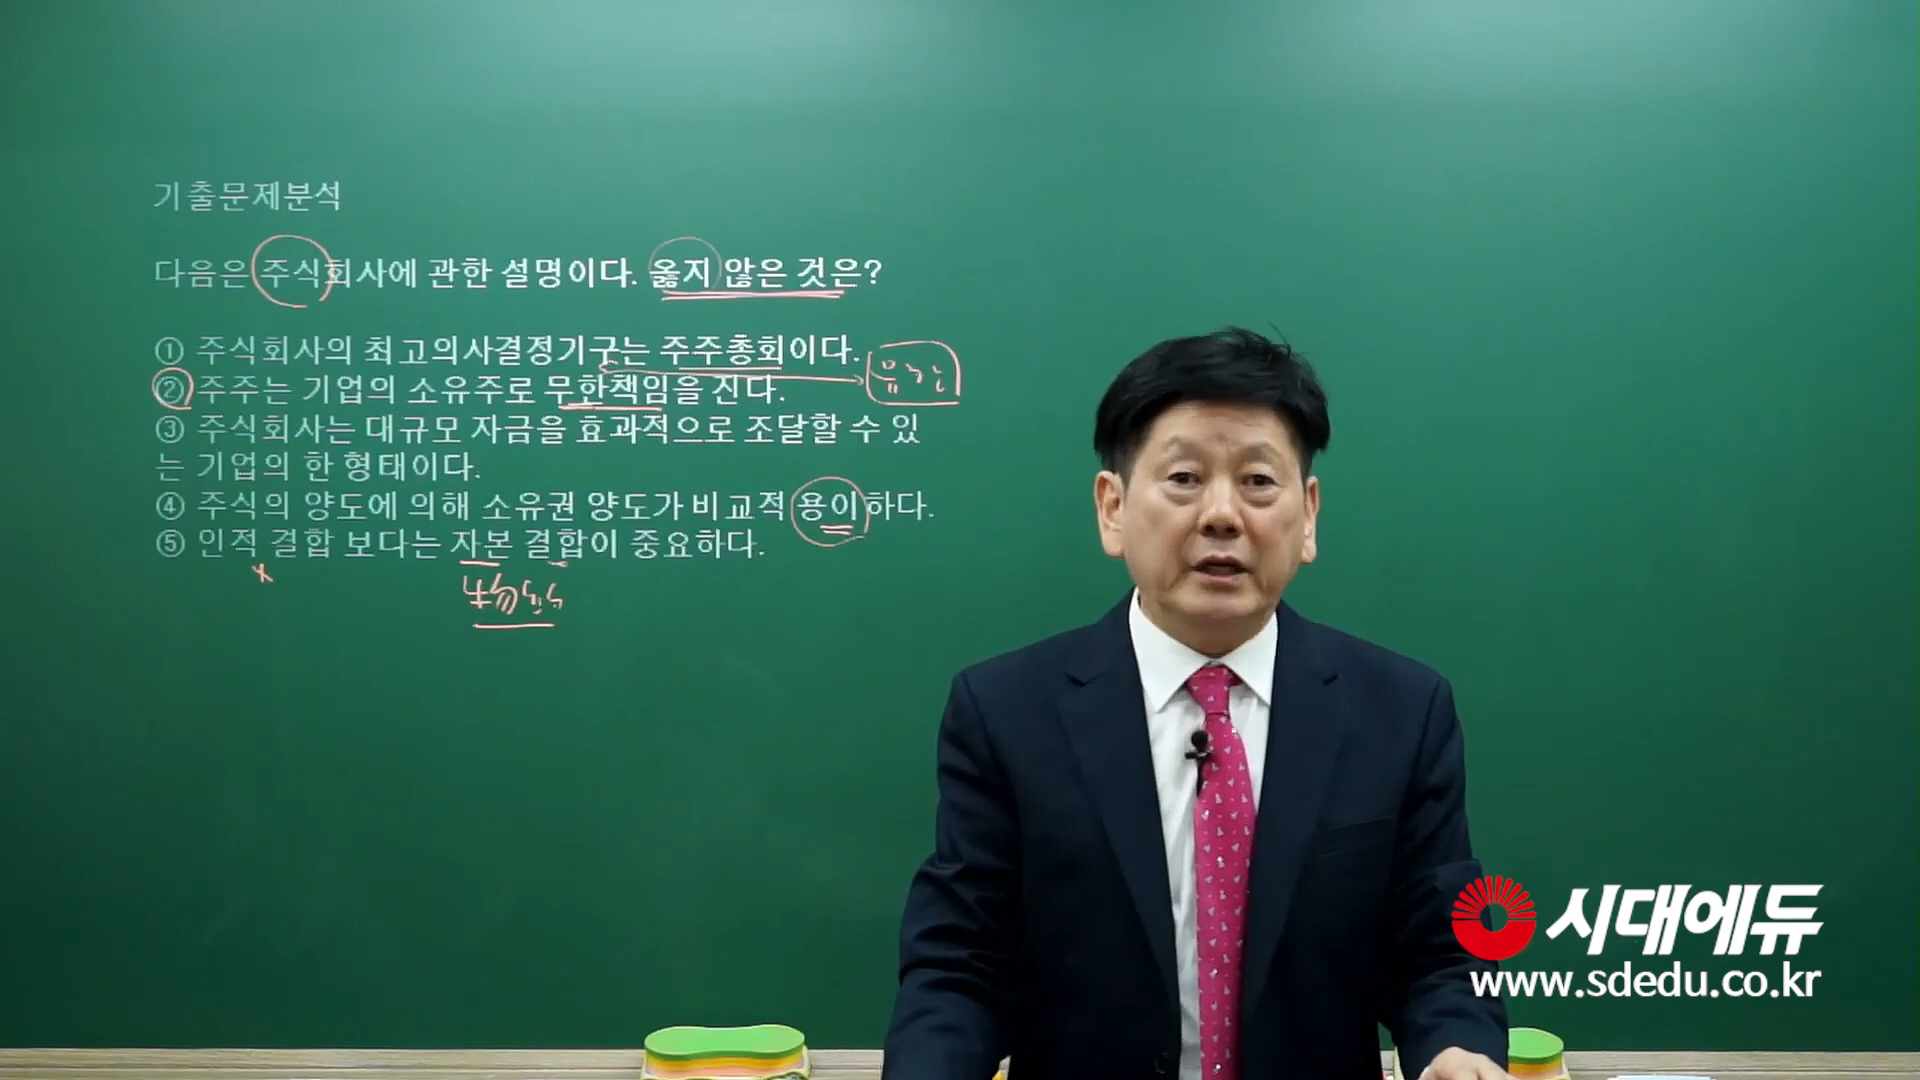 기출문제분석
다음은 주식회사에 관한 설명이다. 옳지 않은 것은?
① 주식회사의 최고의사결정기구는 주주총회이다.
② 주주는 기업의 소유주로 무한책임을 진다.
③ 주식회사는 대규모 자금을 효과적으로 조달할 수 있
는 기업의 한 형태이다.
④ 주식의 양도에 의해 소유권 양도가 비교적 용이하다.
⑤ 인적 결합 보다는 자본 결합이 중요하다.
시대에듀
www.sdedu.co.kr